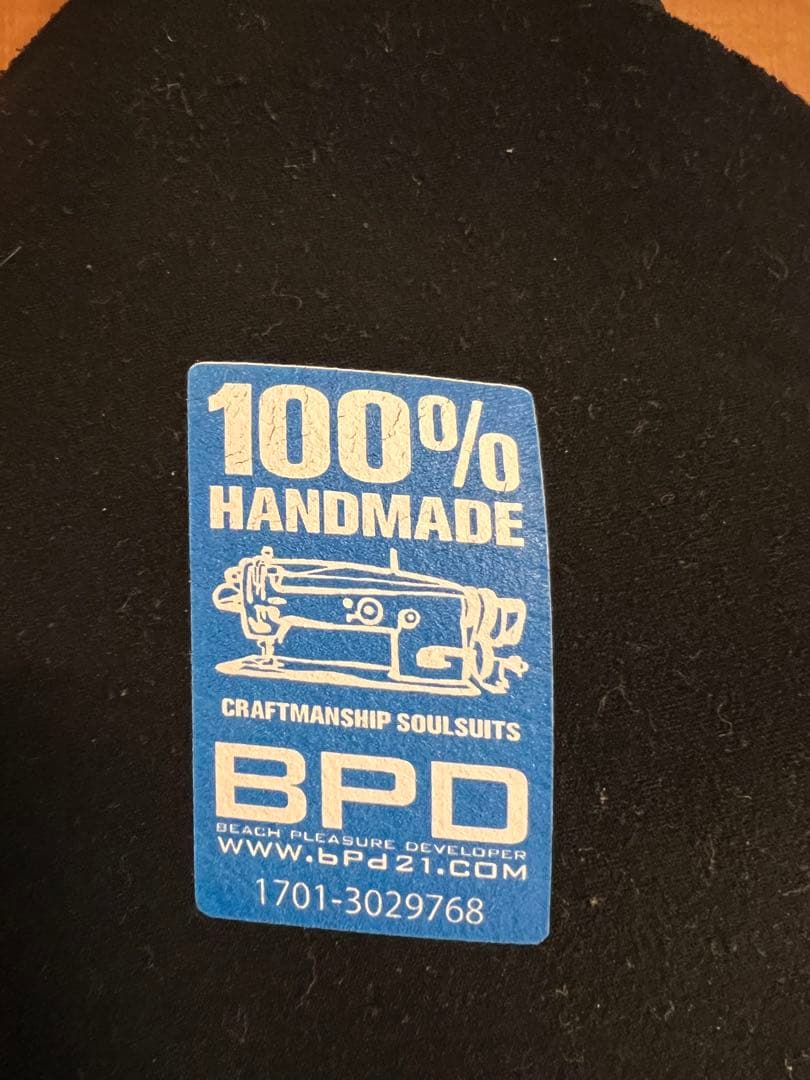 100%
HANDMADE
CRAFTMANSHIP SOULSUITS
BPD
BEACH PLEASURE DEVELOPER
WWW.bPd21.COM
1701-3029768